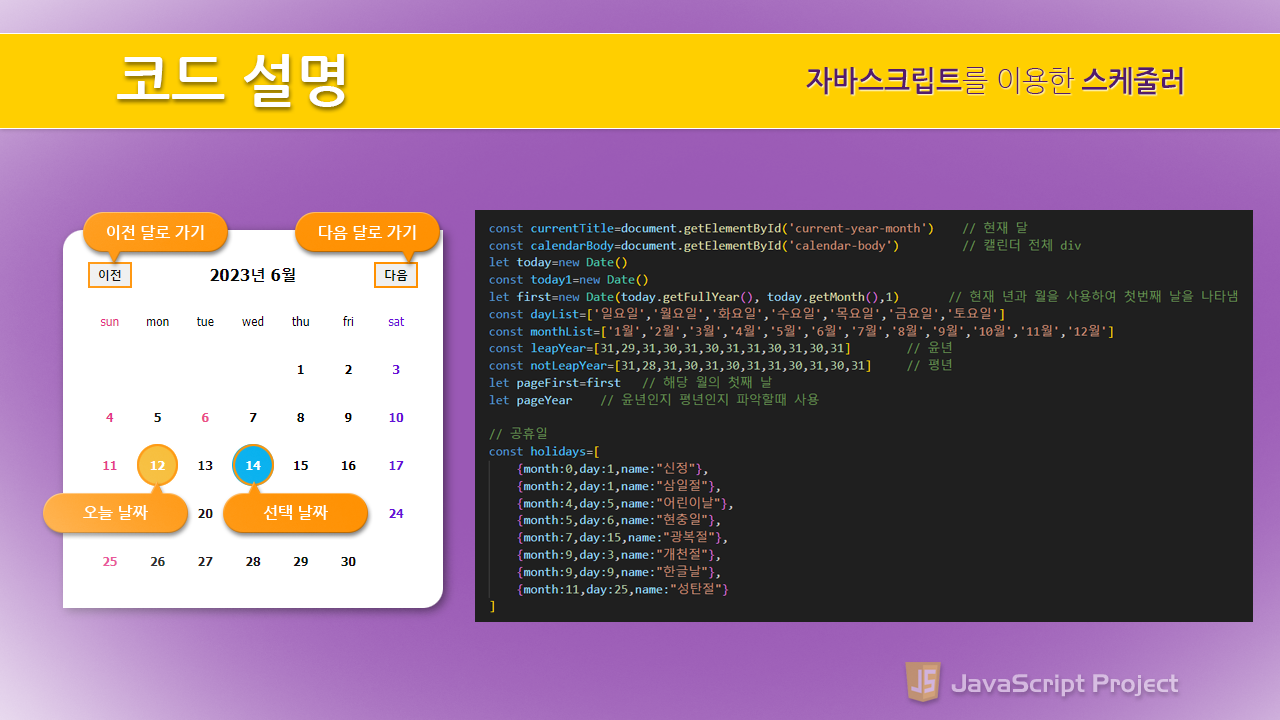 코드 설명
자바스크립트를 이용한 스케줄러
이전 달로 가기
다음 달로 가기
이전
2023년 6월
다음
sun mon tue wed thu fri sat
1 2 3
4 5 6 7 8 9 10
11 12 13 14 15 16 17
오늘 날짜
20
선택 날짜
24
25 26 27 28 29 30
const currentTitle=document.getElementById('current-year-month') // 현재 달
const calendarBody=document.getElementById('calendar-body') // 캘린더 전체 div
let today=new Date()
const today1=new Date()
let first=new Date(today.getFullYear(), today.getMonth(),1) // 현재 년과 월을 사용하여 첫번째 날을 나타냄
const dayList=['일요일','월요일','화요일','수요일','목요일','금요일','토요일']
const monthList=['1월','2월','3월','4월','5월','6월','7월','8월','9월','10월','11월','12월']
const leapYear=[31,29,31,30,31,30,31,31,30,31,30,31] // 윤년
const notLeapYear=[31,28,31,30,31,30,31,31,30,31,30,31] // 평년
let pageFirst=first // 해당 월의 첫째 날
let pageYear // 윤년인지 평년인지 파악할때 사용
// 공휴일
const holidays=[
{month:0,day:1,name:"신정"},
{month:2,day:1,name:"삼일절"},
{month:4,day:5,name:"어린이날"},
{month:5,day:6,name:"현충일"},
{month:7,day:15,name:"광복절"},
{month:9,day:3,name:"개천절"},
{month:9,day:9,name:"한글날"},
{month:11,day:25,name:"성탄절"}
]
JS JavaScript Project